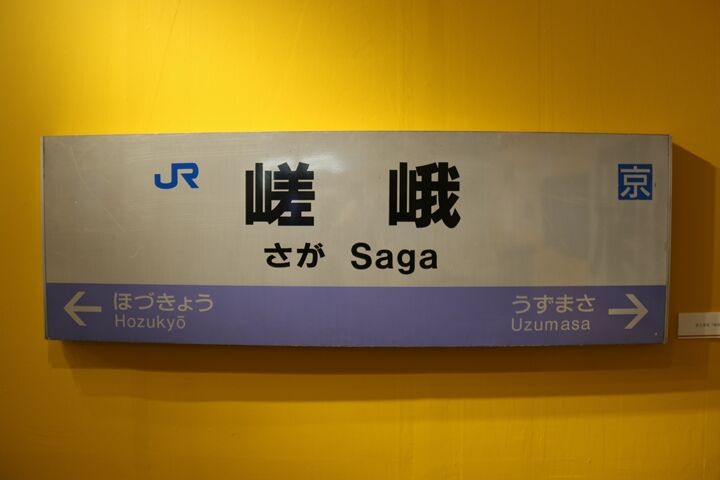 JR
嵯峨
京
さが Saga
← ほづきょう
Hozukyō
うずまさ →
Uzumasa